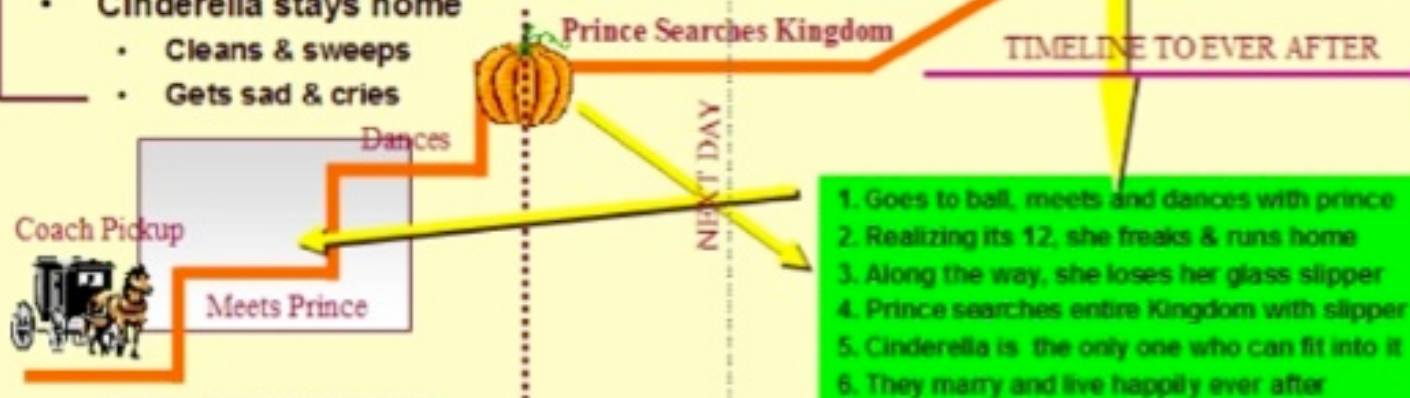 • Cinderella stays home
• Cleans & sweeps
• Gets sad & cries
Prince Searches Kingdom
TIMELINE TO EVER AFTER
Dances
NEXT DAY
Coach Pickup
Meets Prince
1. Goes to ball, meets and dances with prince
2. Realizing its 12, she freaks & runs home
3. Along the way, she loses her glass slipper
4. Prince searches entire Kingdom with slipper
5. Cinderella is the only one who can fit into it
6. They marry and live happily ever after